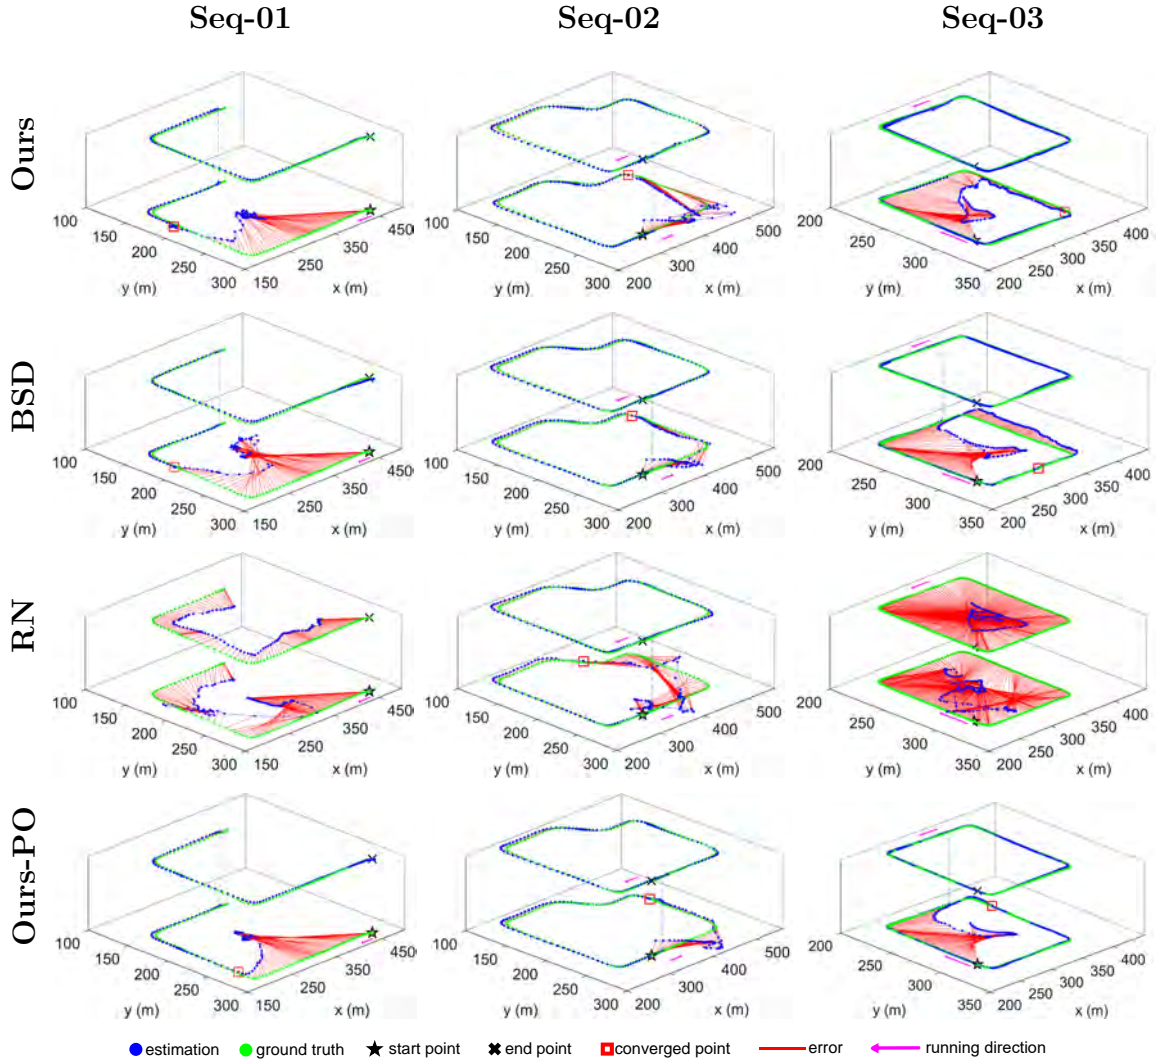 Seq-01 Seq-02 Seq-03
Ours
100 150 200 250 300 150 250 350 450
y (m) x (m)
100 150 200 250 300 200 300 400 500
y (m) x (m)
200 250 300 350 200 250 300 350 400
y (m) x (m)
BSD
100 150 200 250 300 150 250 350 450
y (m) x (m)
100 150 200 250 300 200 300 400 500
y (m) x (m)
200 250 300 350 200 250 300 350 400
y (m) x (m)
RN
100 150 200 250 300 150 250 350 450
y (m) x (m)
100 150 200 250 300 200 300 400 500
y (m) x (m)
200 250 300 350 200 250 300 350 400
y (m) x (m)
Ours-PO
100 150 200 250 300 150 250 350 450
y (m) x (m)
100 150 200 250 300 200 300 400 500
y (m) x (m)
200 300 350 200 250 300 350 400
y (m) x (m)
estimation ground truth start point end point converged point error running direction